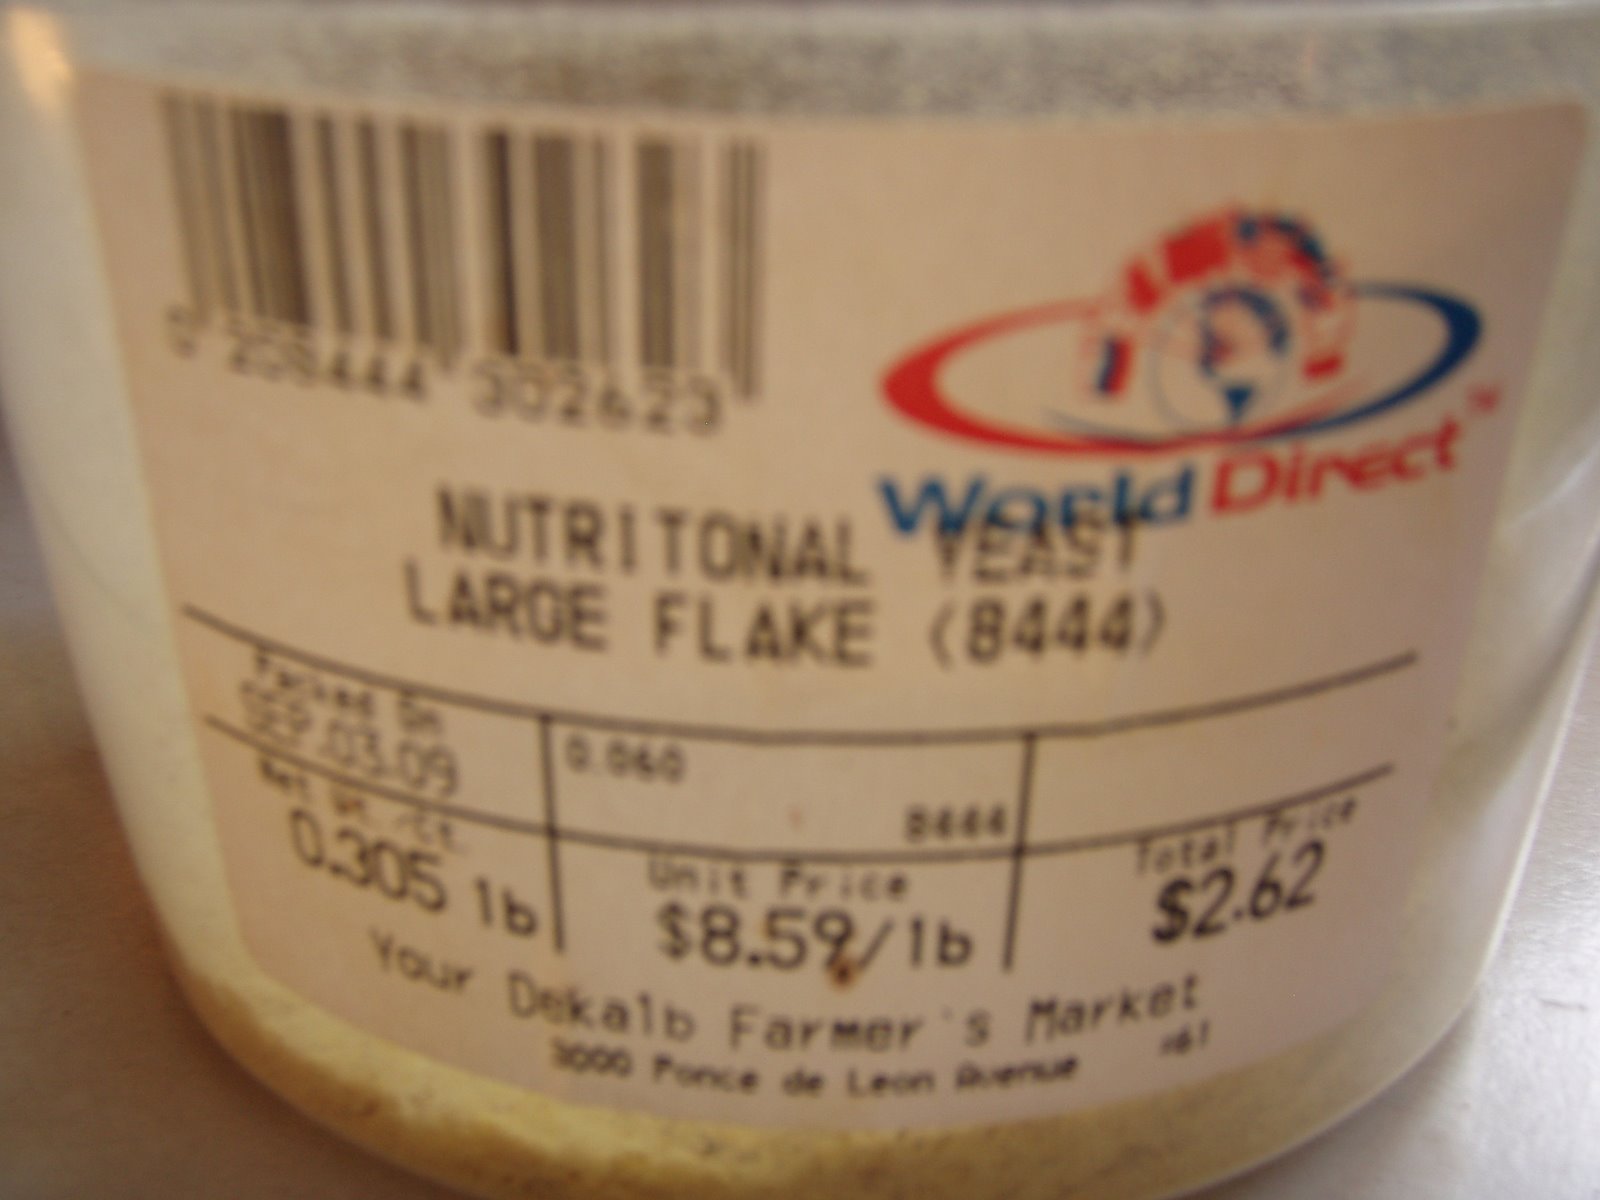 0 208444 302623
World Direct™
NUTRITONAL YEAST
LARGE FLAKE (8444)
Packed On
SEP.03.09
0.060
8444
Net Wt./Ct.
0.305 lb
Unit Price
$8.59/lb
Total Price
$2.62
Your Dekalb Farmer's Market
3000 Ponce de Leon Avenue